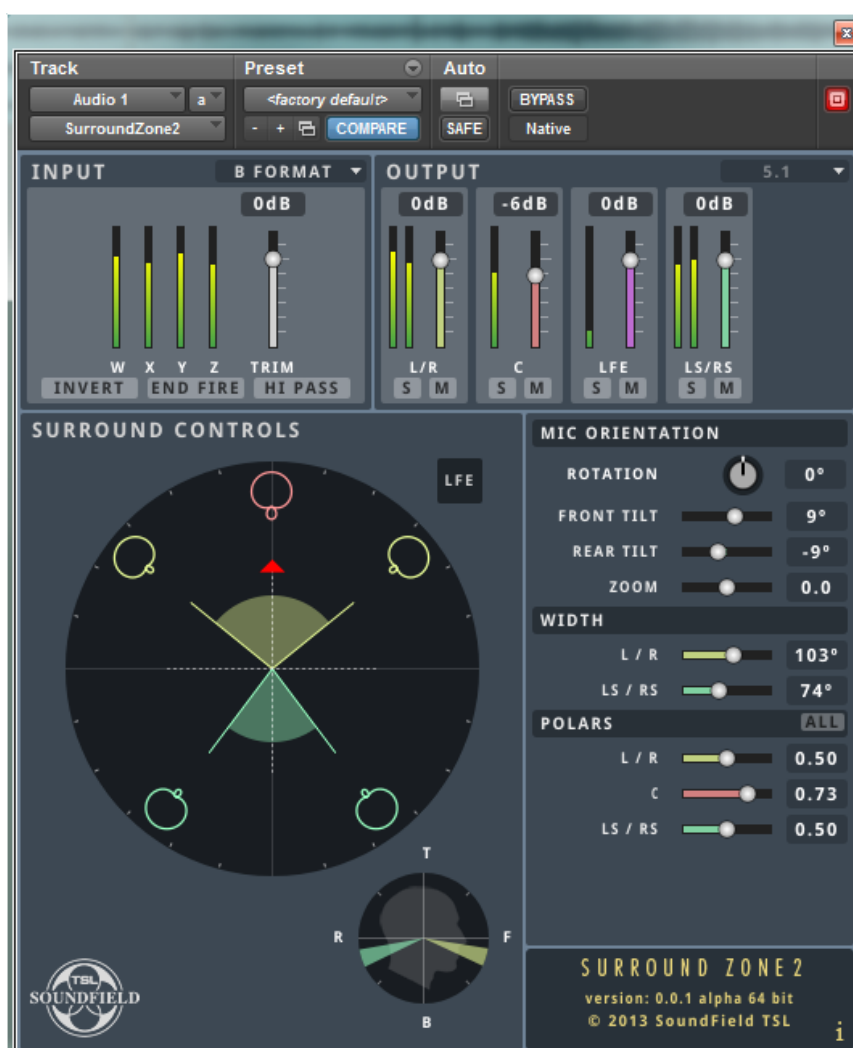 Track Preset Auto
Audio 1 a <factory default> BYPASS
SurroundZone2 - + COMPARE SAFE Native
INPUT B FORMAT OUTPUT 5.1
0dB 0dB -6dB 0dB 0dB
W X Y Z TRIM L/R C LFE LS/RS
INVERT END FIRE HI PASS S M S M S M S M
SURROUND CONTROLS
LFE
MIC ORIENTATION
ROTATION 0°
FRONT TILT 9°
REAR TILT -9°
ZOOM 0.0
WIDTH
L / R 103°
LS / RS 74°
POLARS ALL
L / R 0.50
C 0.73
LS / RS 0.50
T
R F
B
TSL
SOUNDFIELD
SURROUND ZONE2
version: 0.0.1 alpha 64 bit
© 2013 SoundField TSL
i